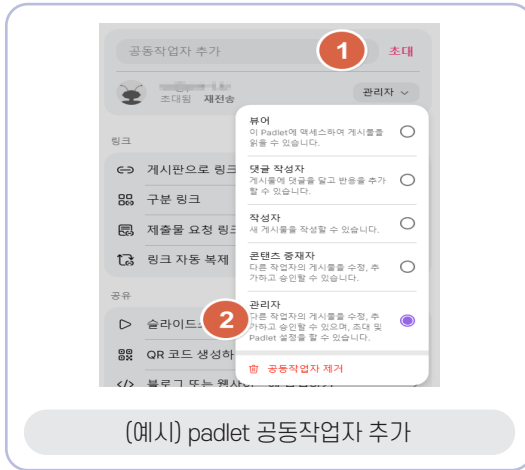 공동작업자 추가
1
초대
초대됨 재전송
관리자
링크
게시판으로 링크
구분 링크
제출물 요청 링
링크 자동 복제
공유
슬라이드
QR 코드 생성하
뷰어
이 Padlet에 액세스하여 게시물을
읽을 수 있습니다.
댓글 작성자
게시물에 댓글을 달고 반응을 추가
할 수 있습니다.
작성자
새 게시물을 작성할 수 있습니다.
콘텐츠 중재자
다른 작업자의 게시물을 수정, 추
가하고 승인할 수 있습니다.
2
관리자
다른 작업자의 게시물을 수정, 추
가하고 승인할 수 있으며, 초대 및
Padlet 설정을 할 수 있습니다.
공동작업자 제거
블로그 또는
(예시) padlet 공동작업자 추가